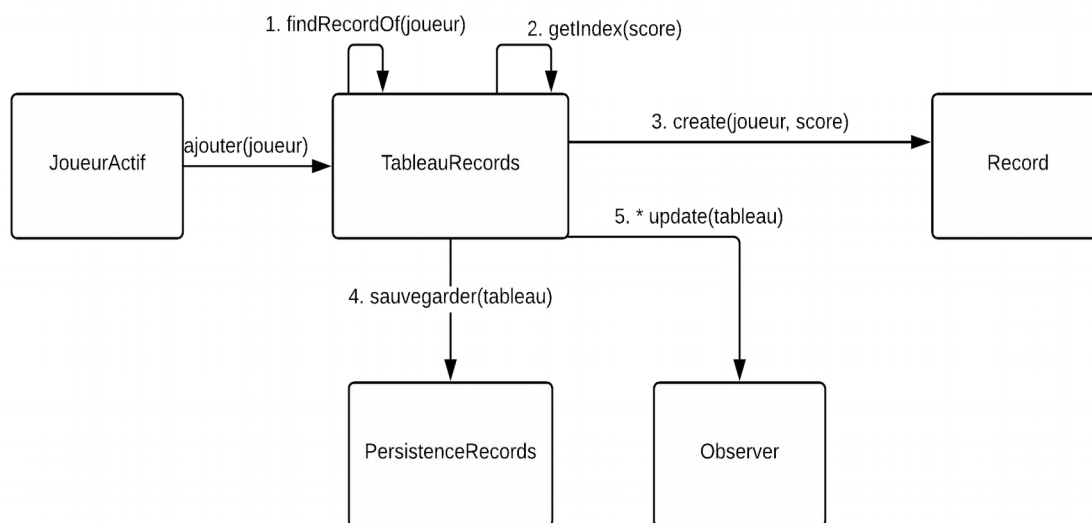 1. findRecordOf(joueur)
2. getIndex(score)
3. create(joueur, score)
JoueurActif
ajouter(joueur)
TableauRecords
Record
5. * update(tableau)
4. sauvegarder(tableau)
PersistenceRecords
Observer